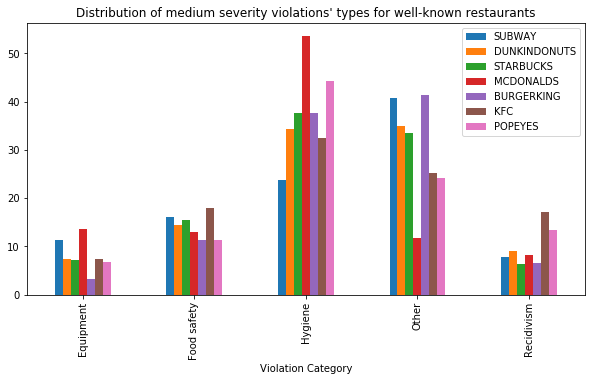 Distribution of medium severity violations' types for well-known restaurants
SUBWAY
DUNKINDONUTS
STARBUCKS
MCDONALDS
BURGERKING
KFC
POPEYES
50
40
30
20
10
0
Equipment
Food safety
Hygiene
Other
Recidivism
Violation Category